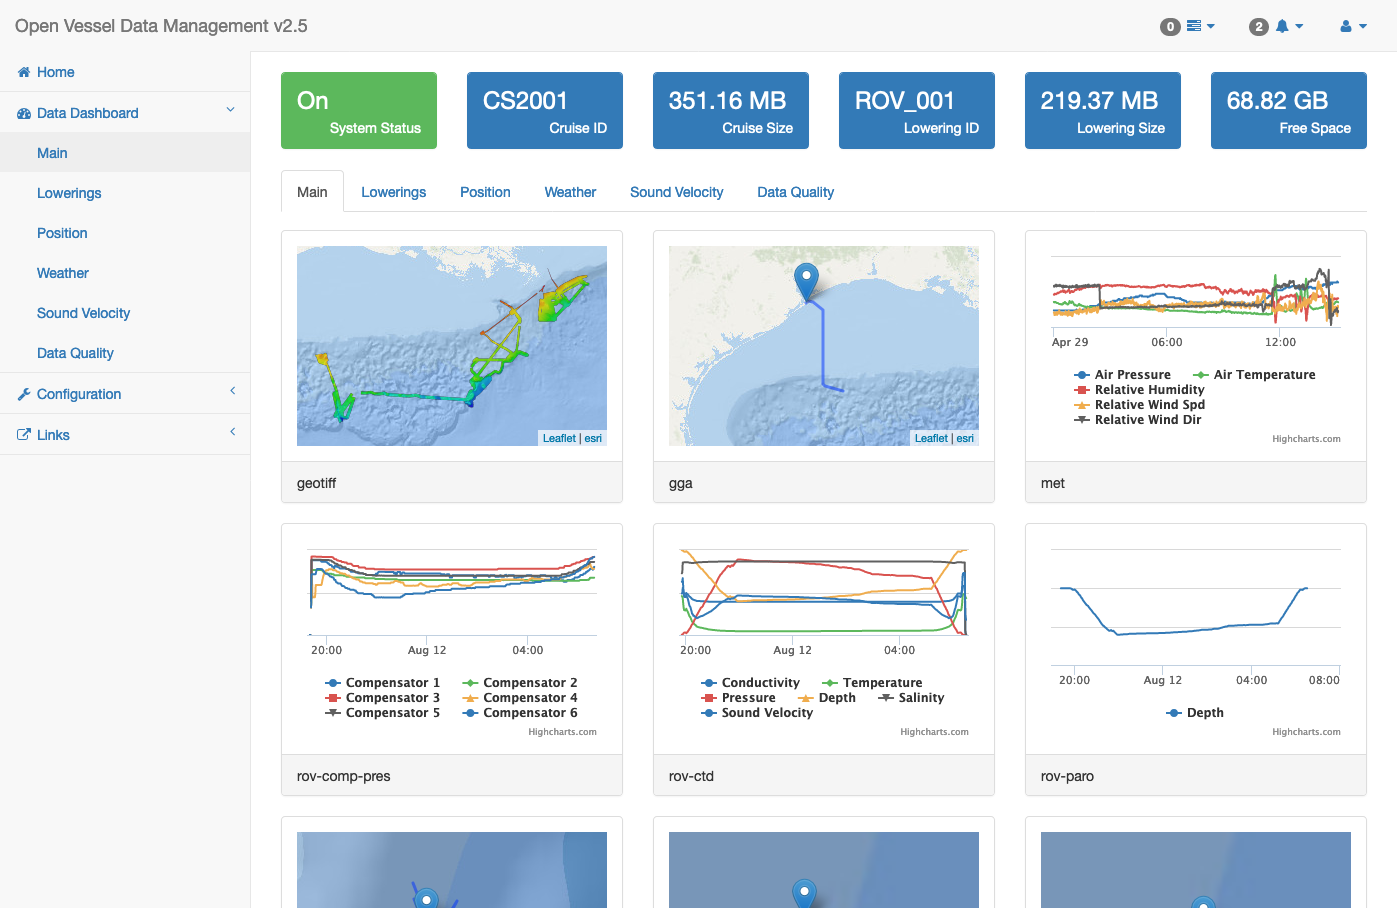 Open Vessel Data Management v2.5
0
2
Home
Data Dashboard
Main
Lowerings
Position
Weather
Sound Velocity
Data Quality
Configuration
Links
On
System Status
CS2001
Cruise ID
351.16 MB
Cruise Size
ROV_001
Lowering ID
219.37 MB
Lowering Size
68.82 GB
Free Space
Main Lowerings Position Weather Sound Velocity Data Quality
Leaflet | esri
geotiff
Leaflet | esri
gga
Apr 29 06:00 12:00
Air Pressure Air Temperature
Relative Humidity
Relative Wind Spd
Relative Wind Dir
Highcharts.com
met
20:00 Aug 12 04:00
Compensator 1 Compensator 2
Compensator 3 Compensator 4
Compensator 5 Compensator 6
Highcharts.com
rov-comp-pres
20:00 Aug 12 04:00
Conductivity Temperature
Pressure Depth Salinity
Sound Velocity
Highcharts.com
rov-ctd
20:00 Aug 12 04:00 08:00
Depth
Highcharts.com
rov-paro